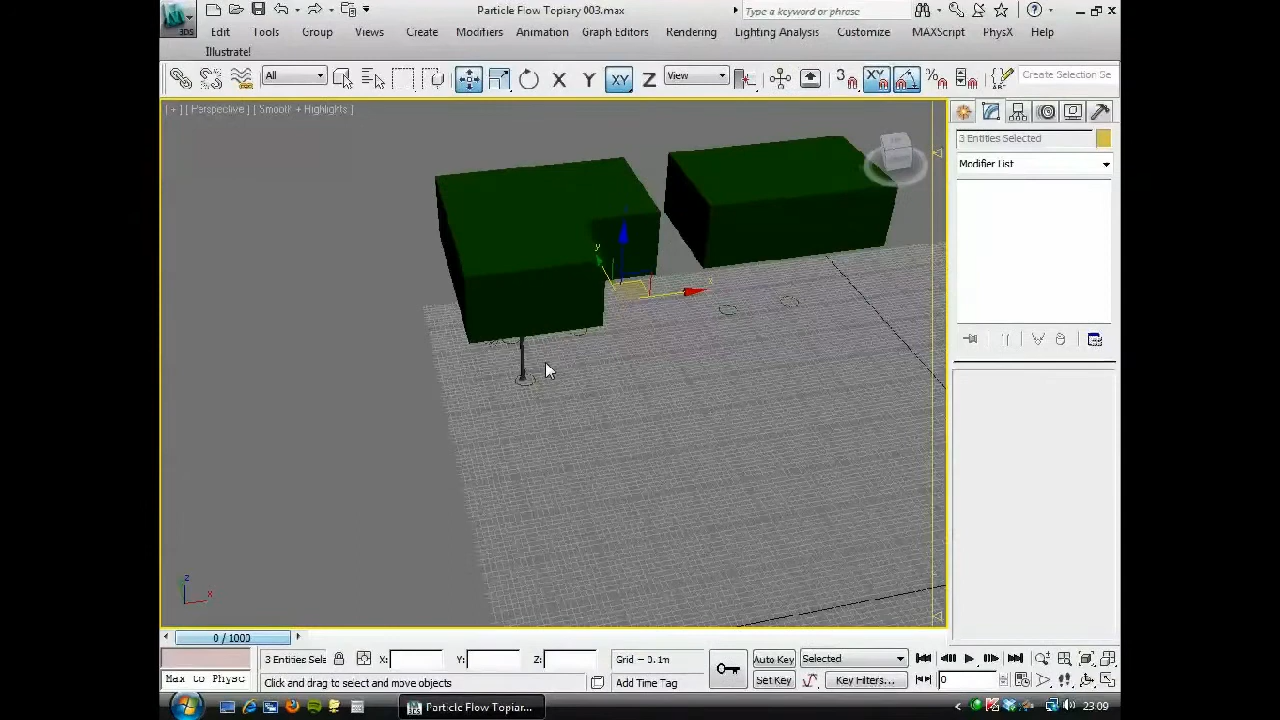 Particle Flow Topiary 003.max
Type a keyword or phrase
Edit Tools Group Views Create Modifiers Animation Graph Editors Rendering Lighting Analysis Customize MAXScript PhysX Help
Illustrate!
All
X Y XY Z
View
3
XY
%
Create Selection Se
[ + ] [ Perspective ] [ Smooth + Highlights ]
3 Entities Selected
Modifier List
y
x
z
x
0 / 1000
3 Entities Sele
X:
Y:
Z:
Grid = 0.1m
Auto Key
Selected
Max to Physc
Click and drag to select and move objects
Add Time Tag
Set Key
Key Filters...
0
Particle Flow Topiar...
23:09